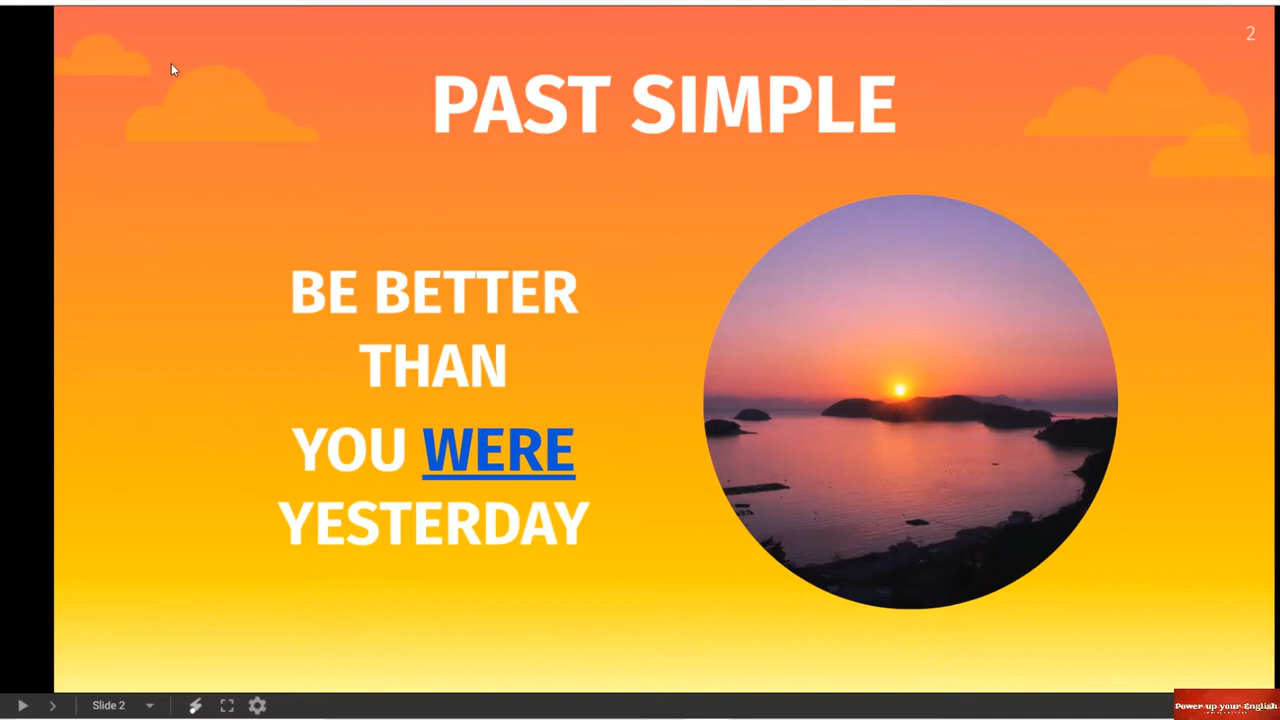 2
PAST SIMPLE
BE BETTER
THAN
YOU WERE
YESTERDAY
Slide 2
Power up your English